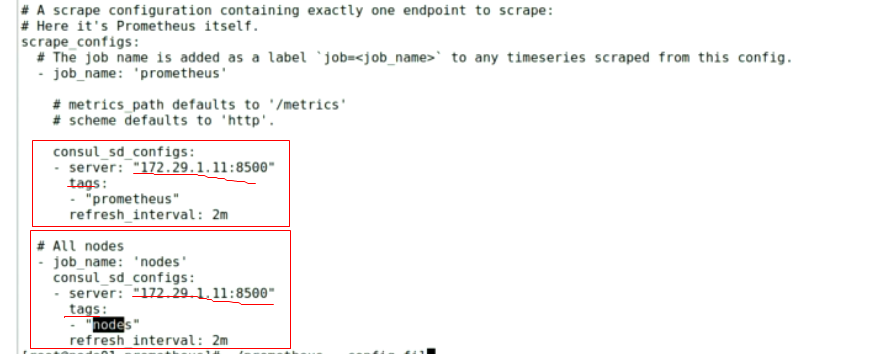 # A scrape configuration containing exactly one endpoint to scrape:
# Here it's Prometheus itself.
scrape_configs:
# The job name is added as a label `job=<job_name>` to any timeseries scraped from this config.
- job_name: 'prometheus'
# metrics_path defaults to '/metrics'
# scheme defaults to 'http'.
consul_sd_configs:
- server: "172.29.1.11:8500"
tags:
- "prometheus"
refresh_interval: 2m
# All nodes
- job_name: 'nodes'
consul_sd_configs:
- server: "172.29.1.11:8500"
tags:
- "nodes"
refresh_interval: 2m